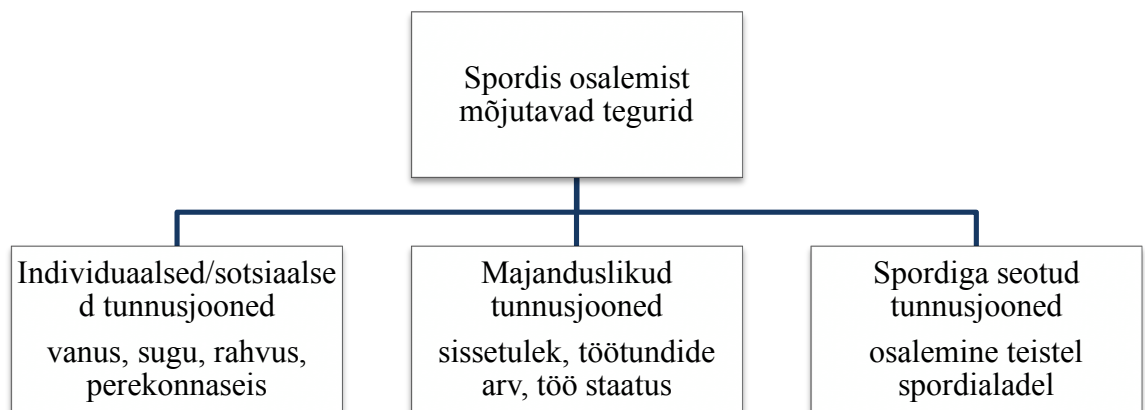 Spordis osalemist
mõjutavad tegurid
Individuaalsed/sotsiaalse
d tunnusjooned
vanus, sugu, rahvus,
perekonnaseis
Majanduslikud
tunnusjooned
sissetulek, töötundide
arv, töö staatus
Spordiga seotud
tunnusjooned
osalemine teistel
spordialadel